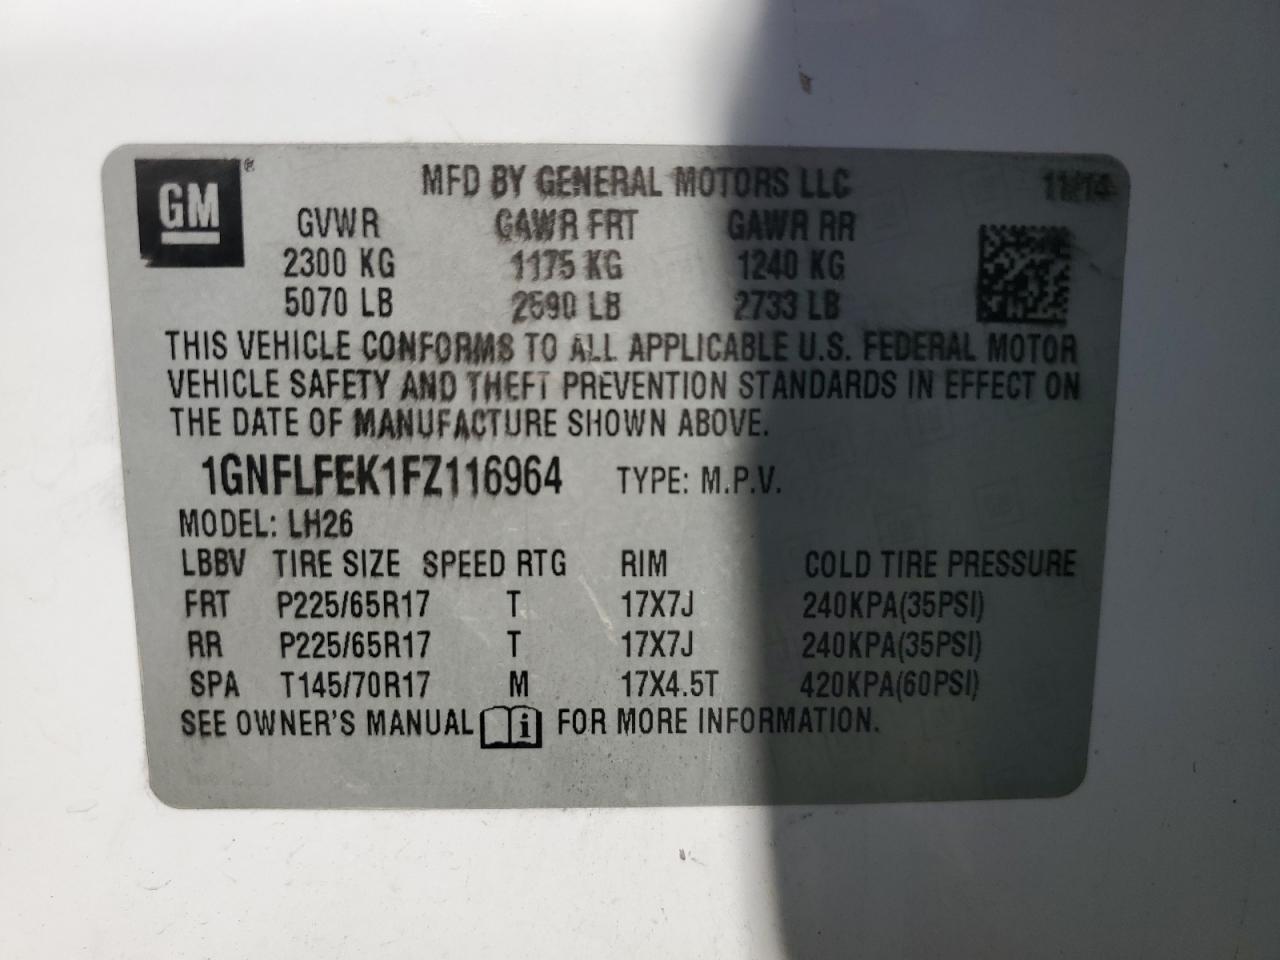 GM ® MFD BY GENERAL MOTORS LLC 11/14
GVWR GAWR FRT GAWR RR
2300 KG 1175 KG 1240 KG
5070 LB 2590 LB 2733 LB
THIS VEHICLE CONFORMS TO ALL APPLICABLE U.S. FEDERAL MOTOR
VEHICLE SAFETY AND THEFT PREVENTION STANDARDS IN EFFECT ON
THE DATE OF MANUFACTURE SHOWN ABOVE.
1GNFLFEK1FZ116964 TYPE: M.P.V.
MODEL: LH26
LBBV TIRE SIZE SPEED RTG RIM COLD TIRE PRESSURE
FRT P225/65R17 T 17X7J 240KPA(35PSI)
RR P225/65R17 T 17X7J 240KPA(35PSI)
SPA T145/70R17 M 17X4.5T 420KPA(60PSI)
SEE OWNER'S MANUAL i FOR MORE INFORMATION.